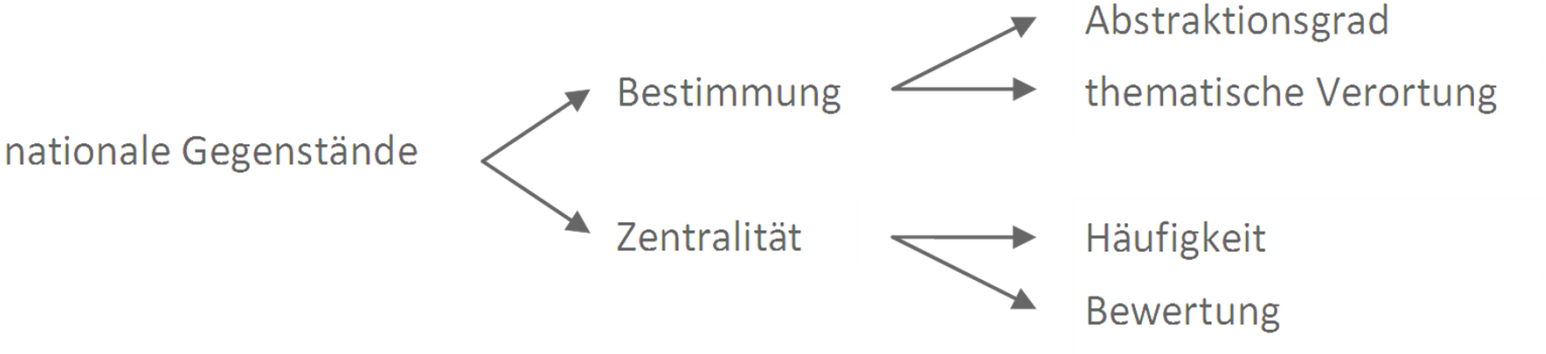 Abstraktionsgrad
Bestimmung
thematische Verortung
nationale Gegenstände
Zentralität
Häufigkeit
Bewertung